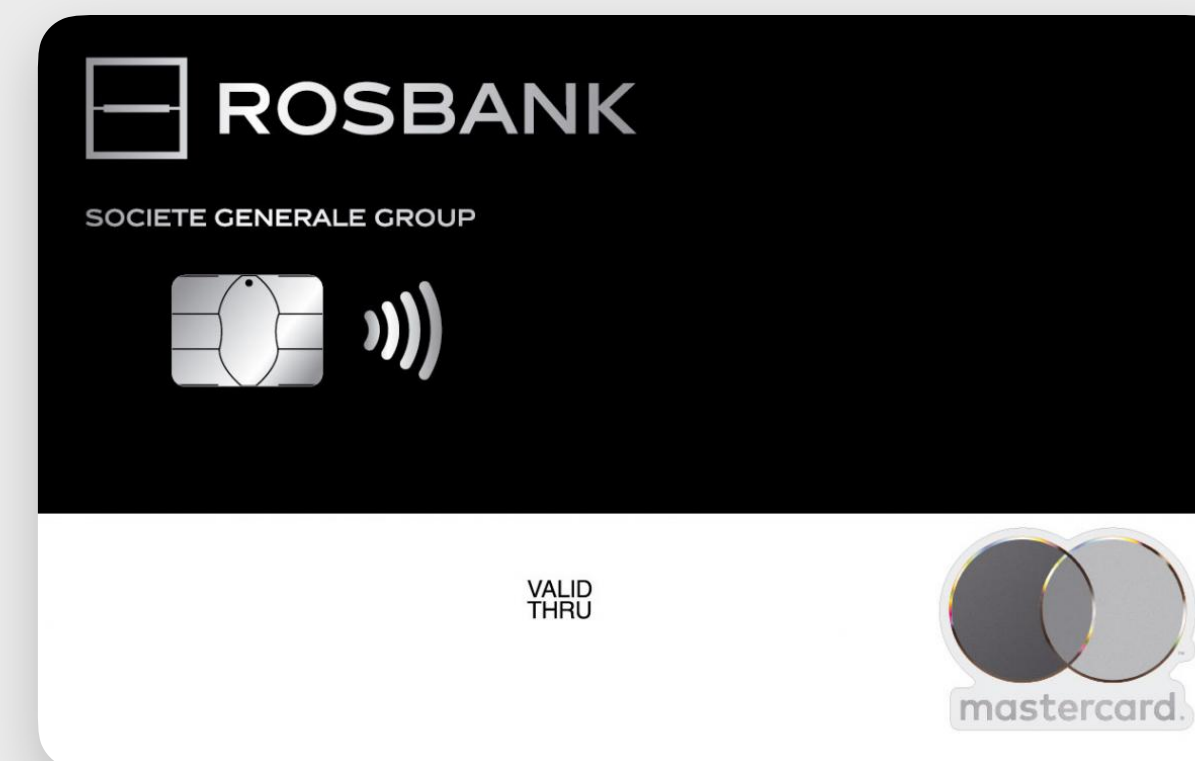 ROSBANK
SOCIETE GENERALE GROUP
VALID
THRU
mastercard.